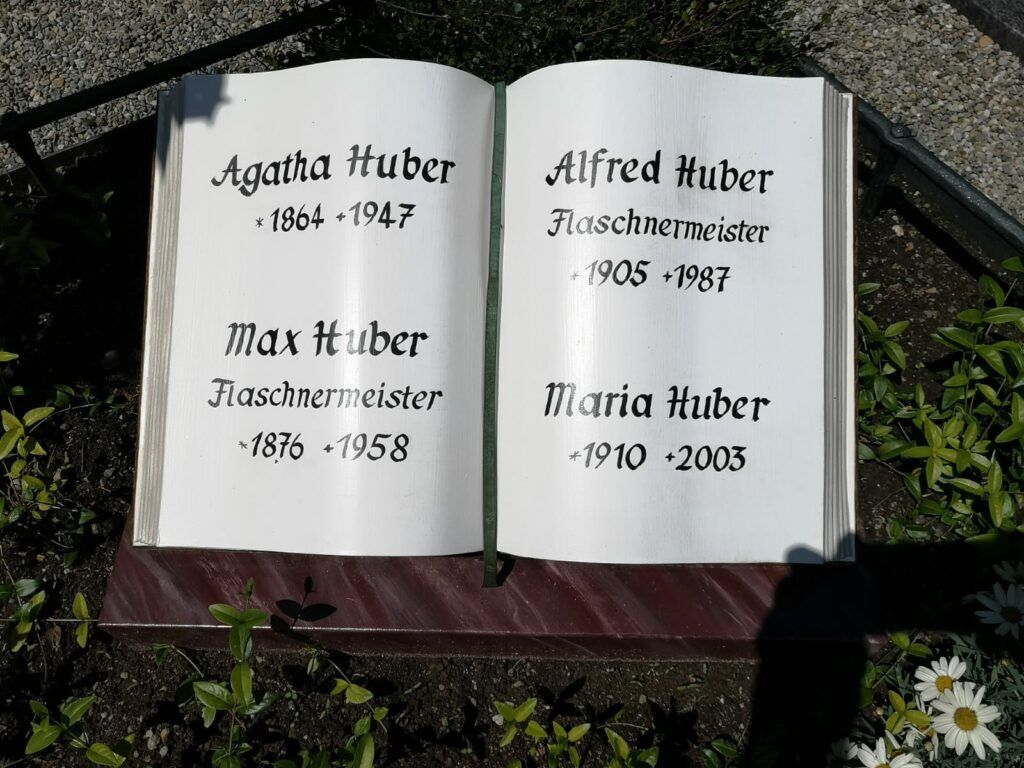 Agatha Huber
*1864 +1947
Max Huber
Flaschnermeister
*1876 +1958
Alfred Huber
Flaschnermeister
*1905 +1987
Maria Huber
*1910 +2003